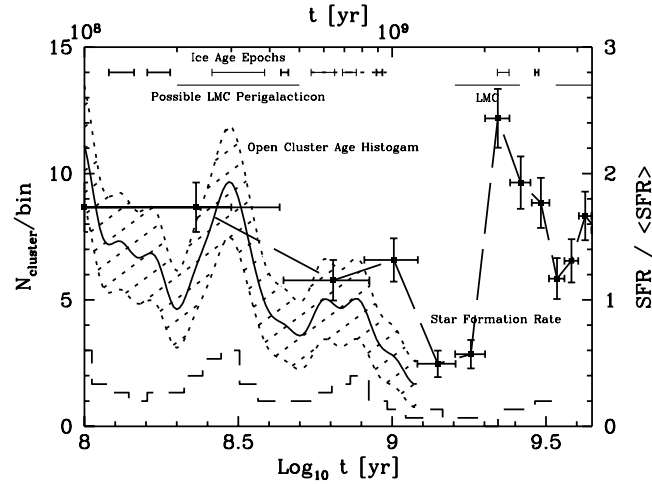 t [yr]
10⁸ 10⁹
15 3
Ice Age Epochs
Possible LMC Perigalacticon LMC
Open Cluster Age Histogam
10 2
N_cluster/bin
SFR / <SFR>
5 1
Star Formation Rate
0 0
8 8.5 9 9.5
Log₁₀ t [yr]